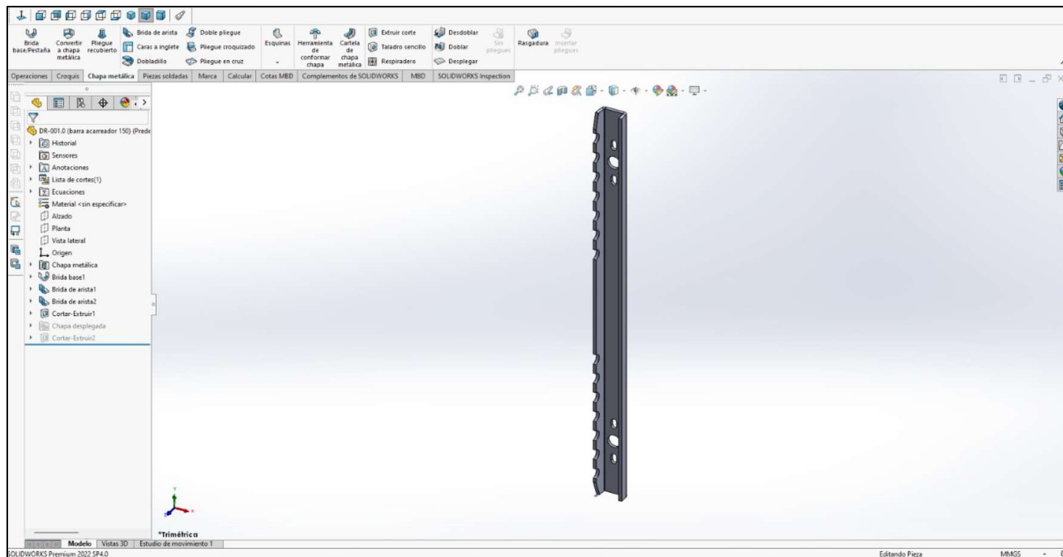 Brida base/Pestaña
Convertir a chapa metálica
Pliegue recubierto
Brida de arista
Caras a inglete
Dobladillo
Doble pliegue
Pliegue croquizado
Pliegue en cruz
Esquinas
Herramienta de conformar chapa
Cartela de chapa metálica
Extruir corte
Taladro sencillo
Respiradero
Desdoblar
Doblar
Desplegar
Sin pliegues
Rasgadura
Insertar pliegues
Operaciones Croquis Chapa metálica Piezas soldadas Marca Calcular Cotas MBD Complementos de SOLIDWORKS MBD SOLIDWORKS Inspection
DR-001.0 (barra acarreador 150) (Prede
Historial
Sensores
Anotaciones
Lista de cortes(1)
Ecuaciones
Material <sin especificar>
Alzado
Planta
Vista lateral
Origen
Chapa metálica
Brida base1
Brida de arista1
Brida de arista2
Cortar-Extruir1
Chapa desplegada
Cortar-Extruir2
*Trimétrica
Modelo Vistas 3D Estudio de movimiento 1
SOLIDWORKS Premium 2022 SP4.0 Editando Pieza MMGS